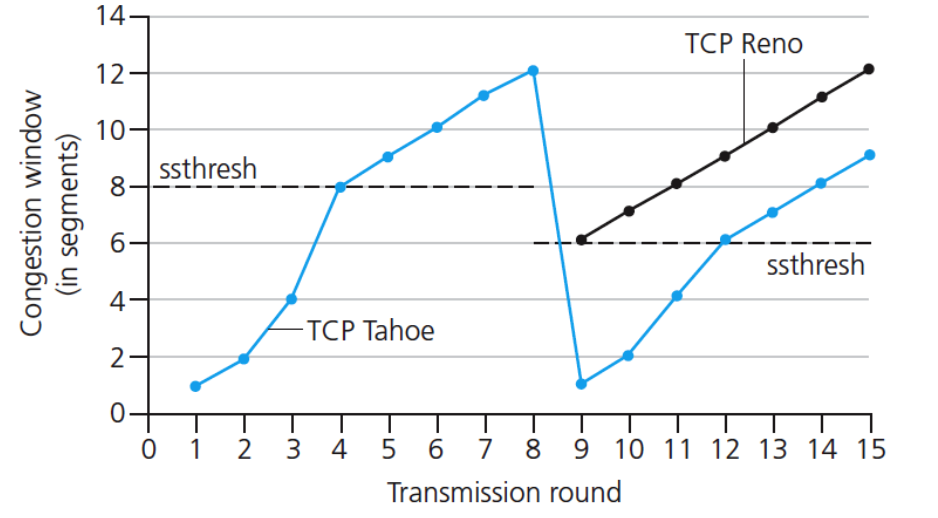 14
TCP Reno
12
10
ssthresh
8
6
ssthresh
4
TCP Tahoe
2
0
0 1 2 3 4 5 6 7 8 9 10 11 12 13 14 15
Transmission round
Congestion window
(in segments)